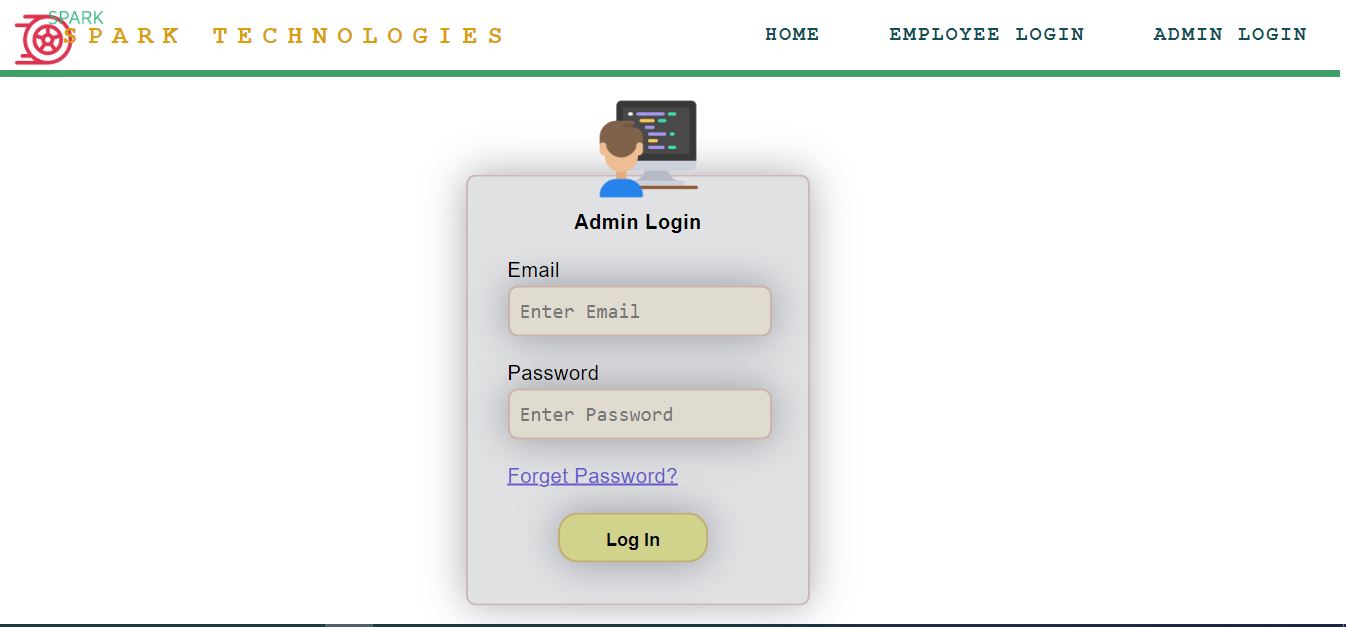 SPARK
SPARK TECHNOLOGIES
HOME EMPLOYEE LOGIN ADMIN LOGIN
Admin Login
Email
Enter Email
Password
Enter Password
Forget Password?
Log In